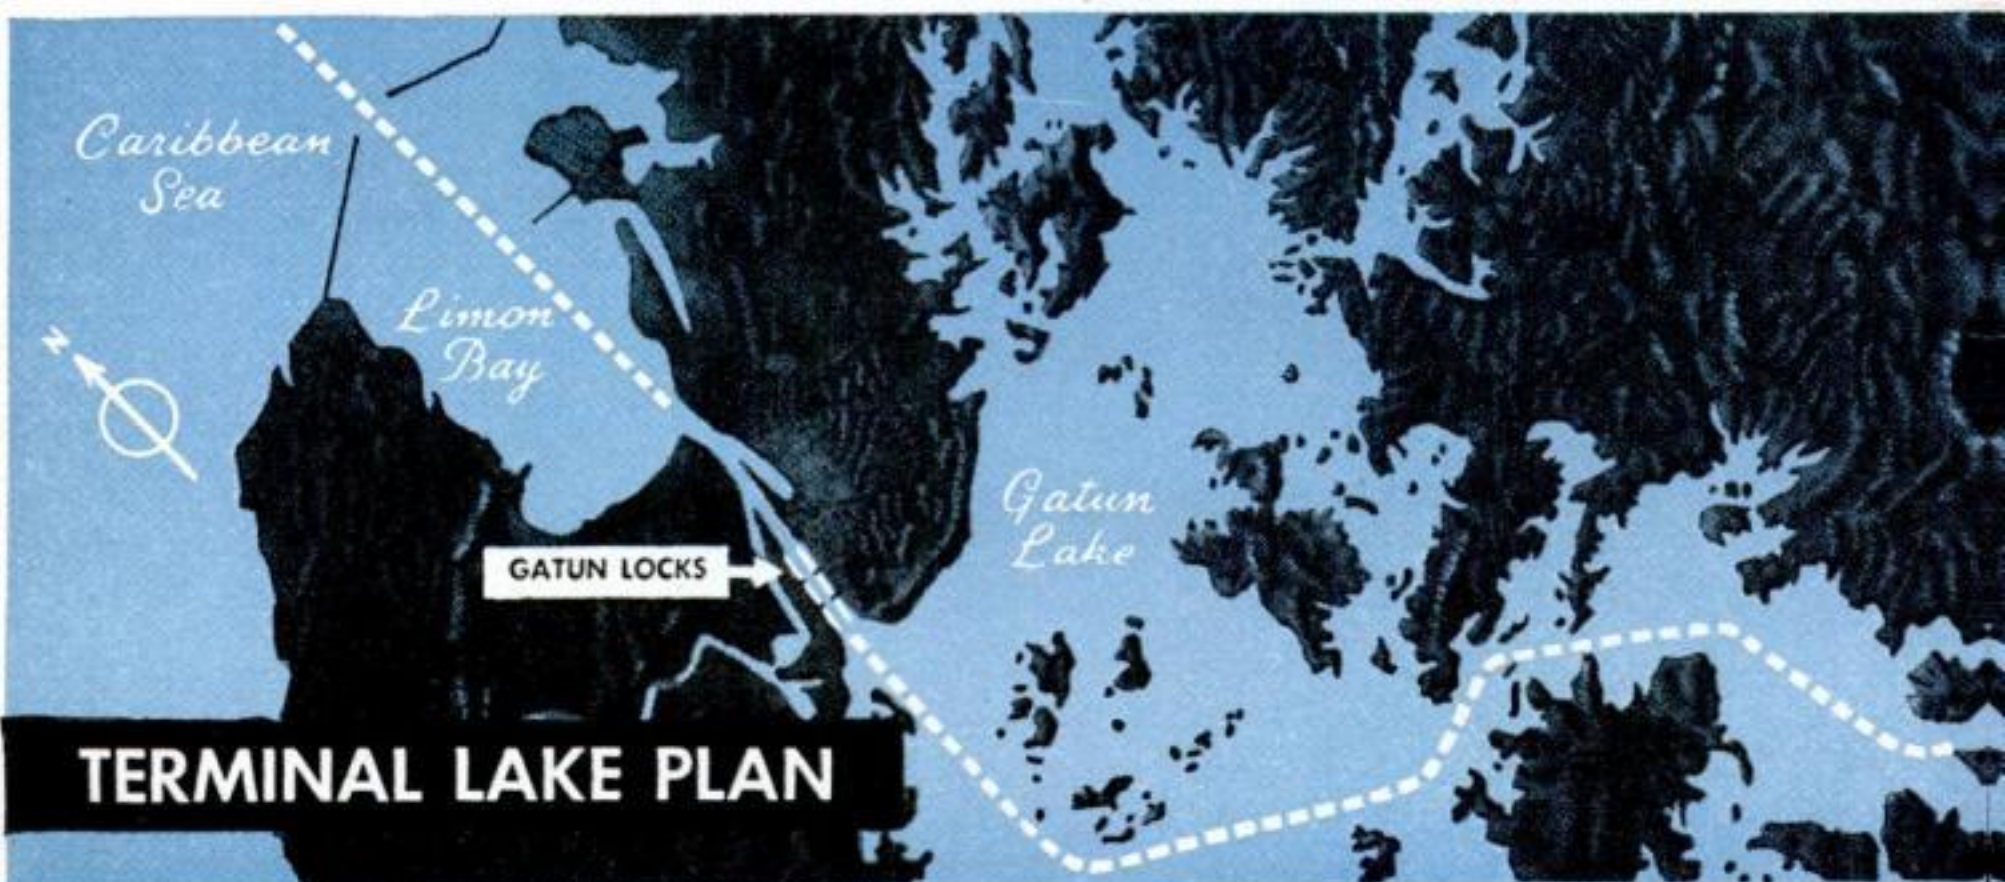 Caribbean
Sea
Limon
Bay
N
GATUN LOCKS
Gatun
Lake
TERMINAL LAKE PLAN